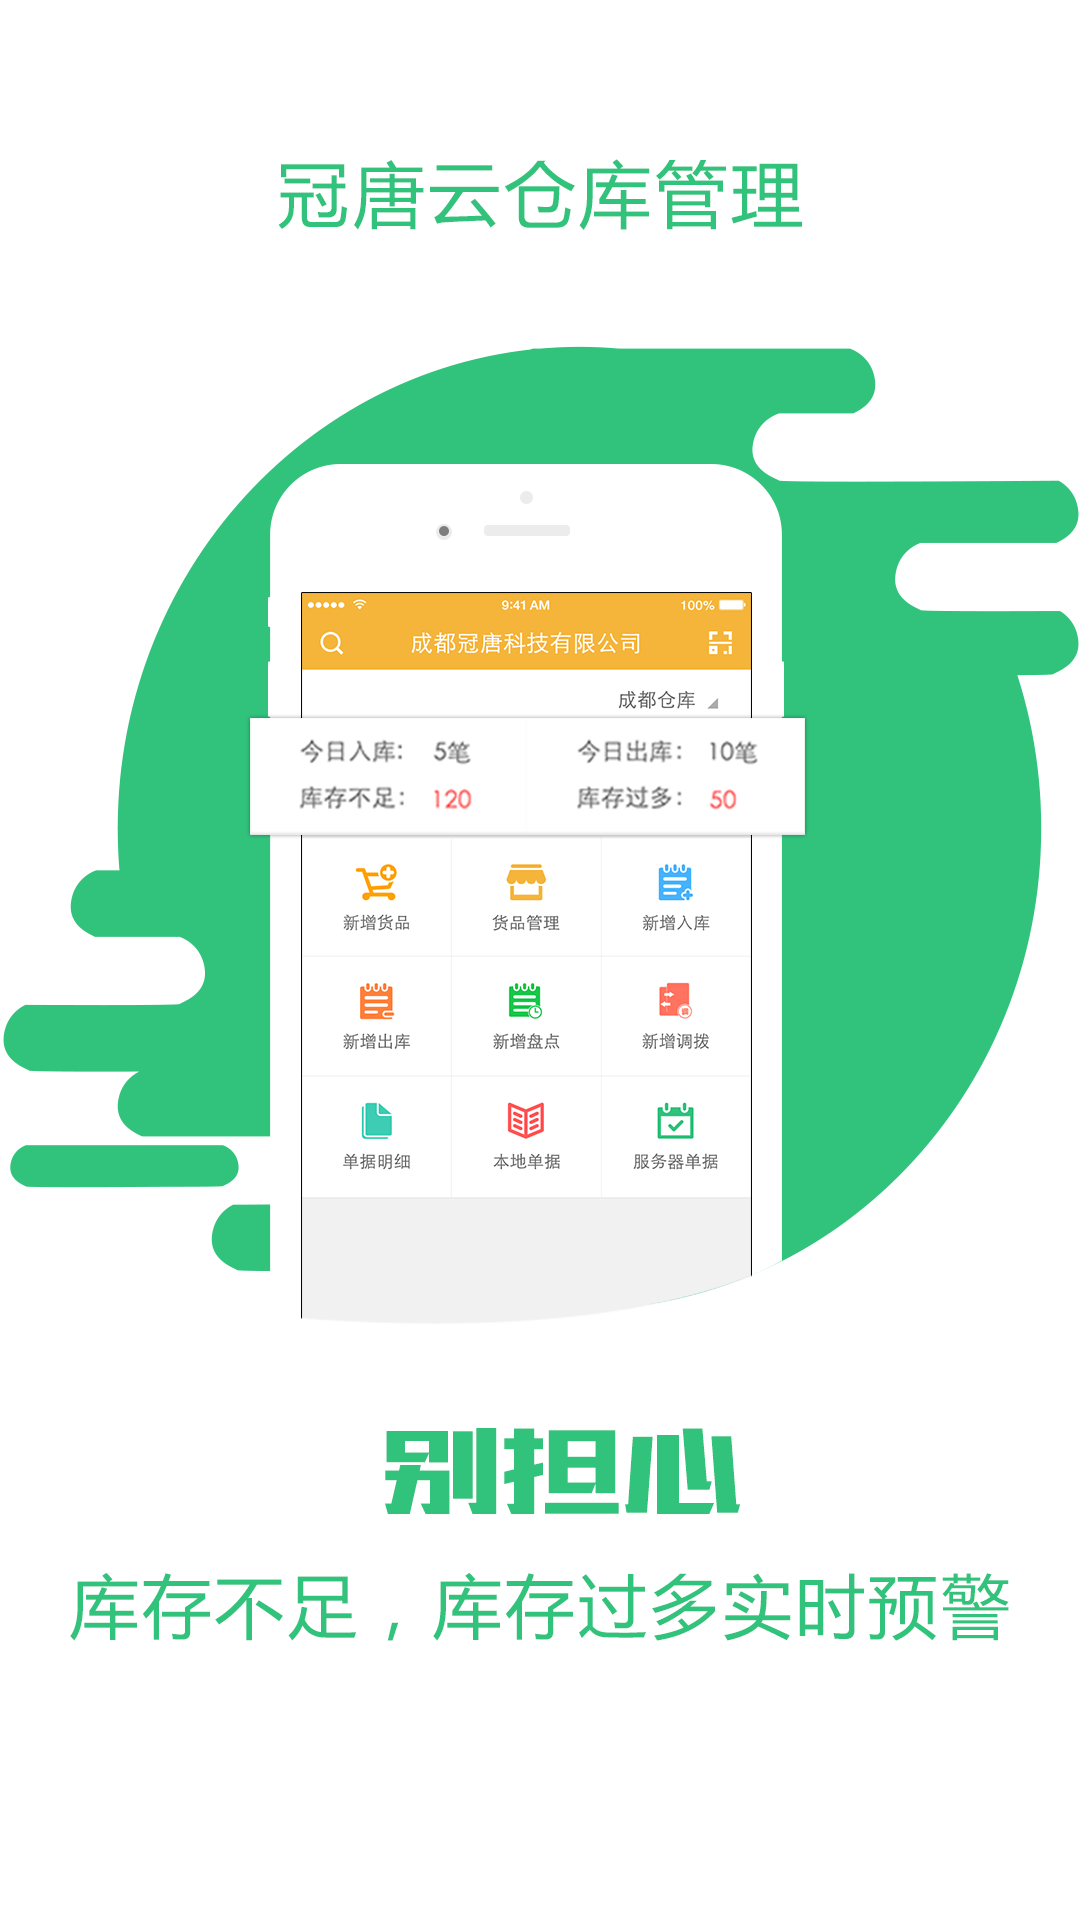 冠唐云仓库管理
9:41 AM 100%
成都冠唐科技有限公司
成都仓库
今日入库: 5笔 今日出库: 10笔
库存不足: 120 库存过多: 50
新增货品 货品管理 新增入库
新增出库 新增盘点 新增调拨
单据明细 本地单据 服务器单据
别担心
库存不足，库存过多实时预警